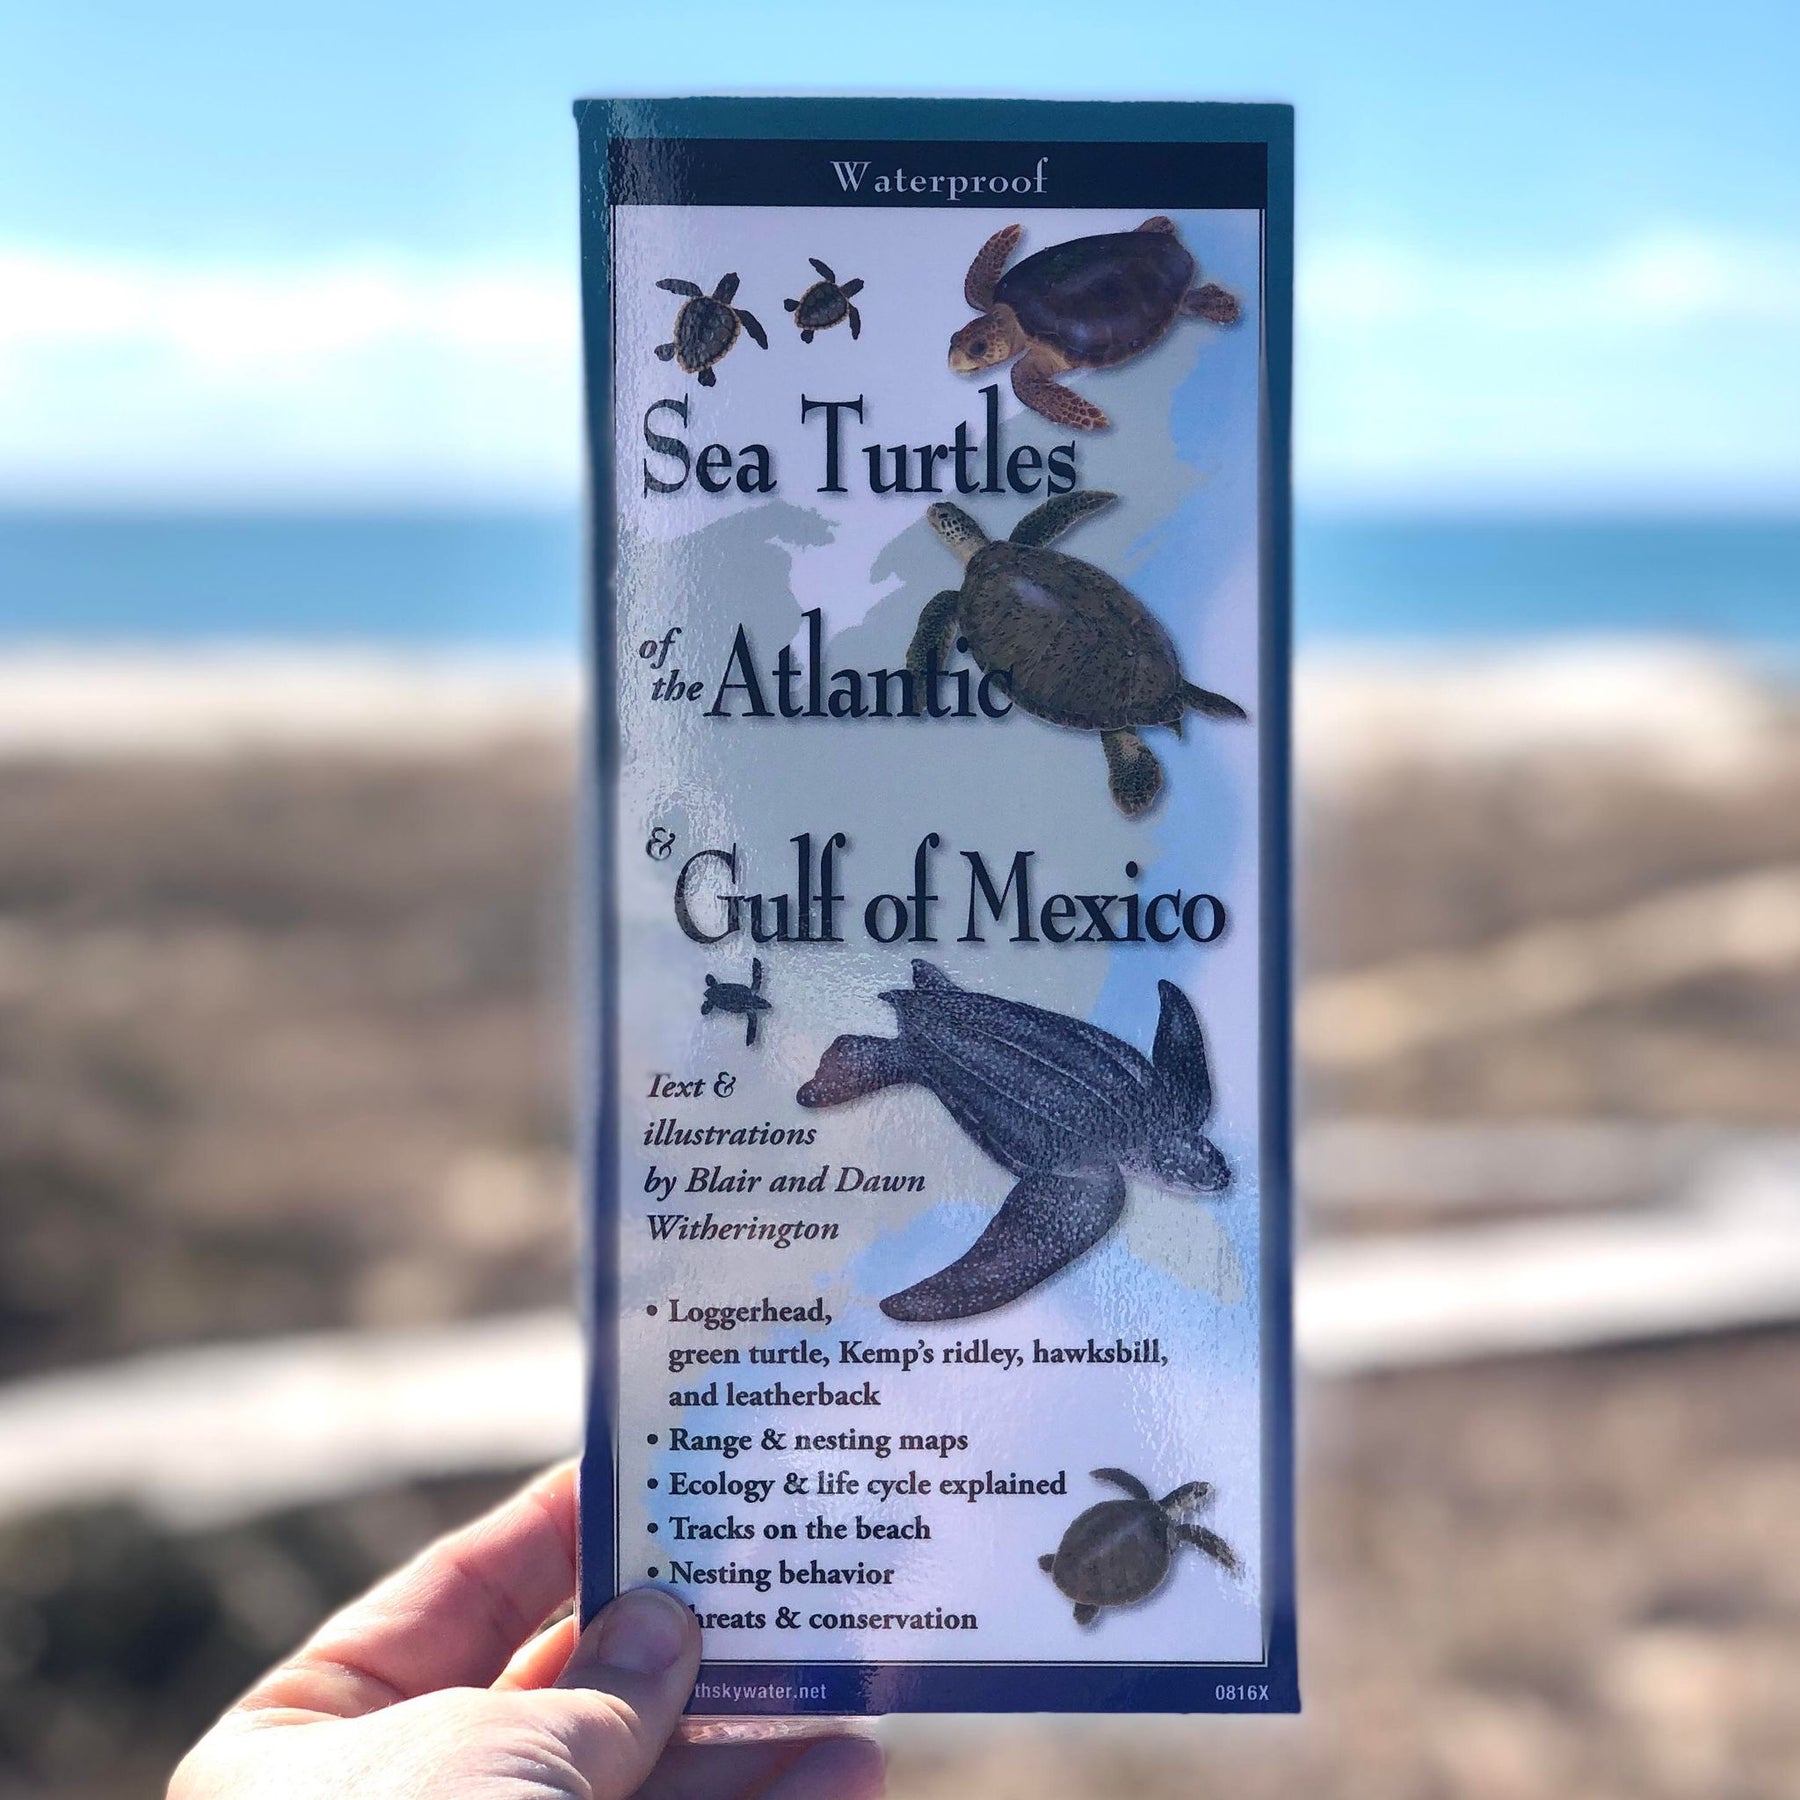 Waterproof
Sea Turtles
of
the Atlantic
& Gulf of Mexico
Text &
illustrations
by Blair and Dawn
Witherington
• Loggerhead,
green turtle, Kemp's ridley, hawksbill,
and leatherback
• Range & nesting maps
• Ecology & life cycle explained
• Tracks on the beach
• Nesting behavior
hreats & conservation
thskywater.net
0816X